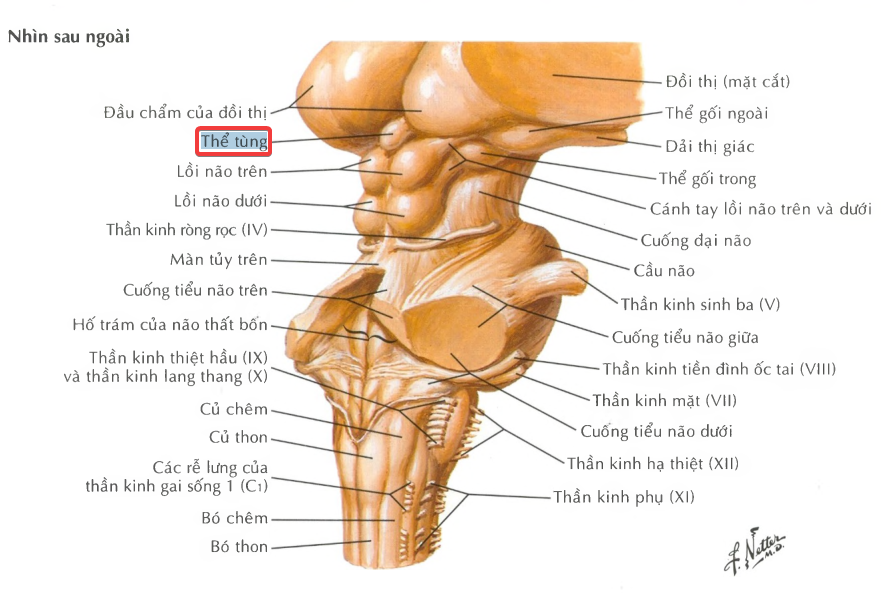 Nhìn sau ngoài
Đầu chẩm của đồi thị
Thể tùng
Lồi não trên
Lồi não dưới
Thần kinh ròng rọc (IV)
Màn tủy trên
Cuống tiểu não trên
Hố trám của não thất bốn
Thần kinh thiệt hầu (IX)
và thần kinh lang thang (X)
Củ chêm
Củ thon
Các rễ lưng của
thần kinh gai sống 1 (C₁)
Bó chêm
Bó thon
Đồi thị (mặt cắt)
Thể gối ngoài
Dải thị giác
Thể gối trong
Cánh tay lồi não trên và dưới
Cuống đại não
Cầu não
Thần kinh sinh ba (V)
Cuống tiểu não giữa
Thần kinh tiền đình ốc tai (VIII)
Thần kinh mặt (VII)
Cuống tiểu não dưới
Thần kinh hạ thiệt (XII)
Thần kinh phụ (XI)
F. Netter
M.D.